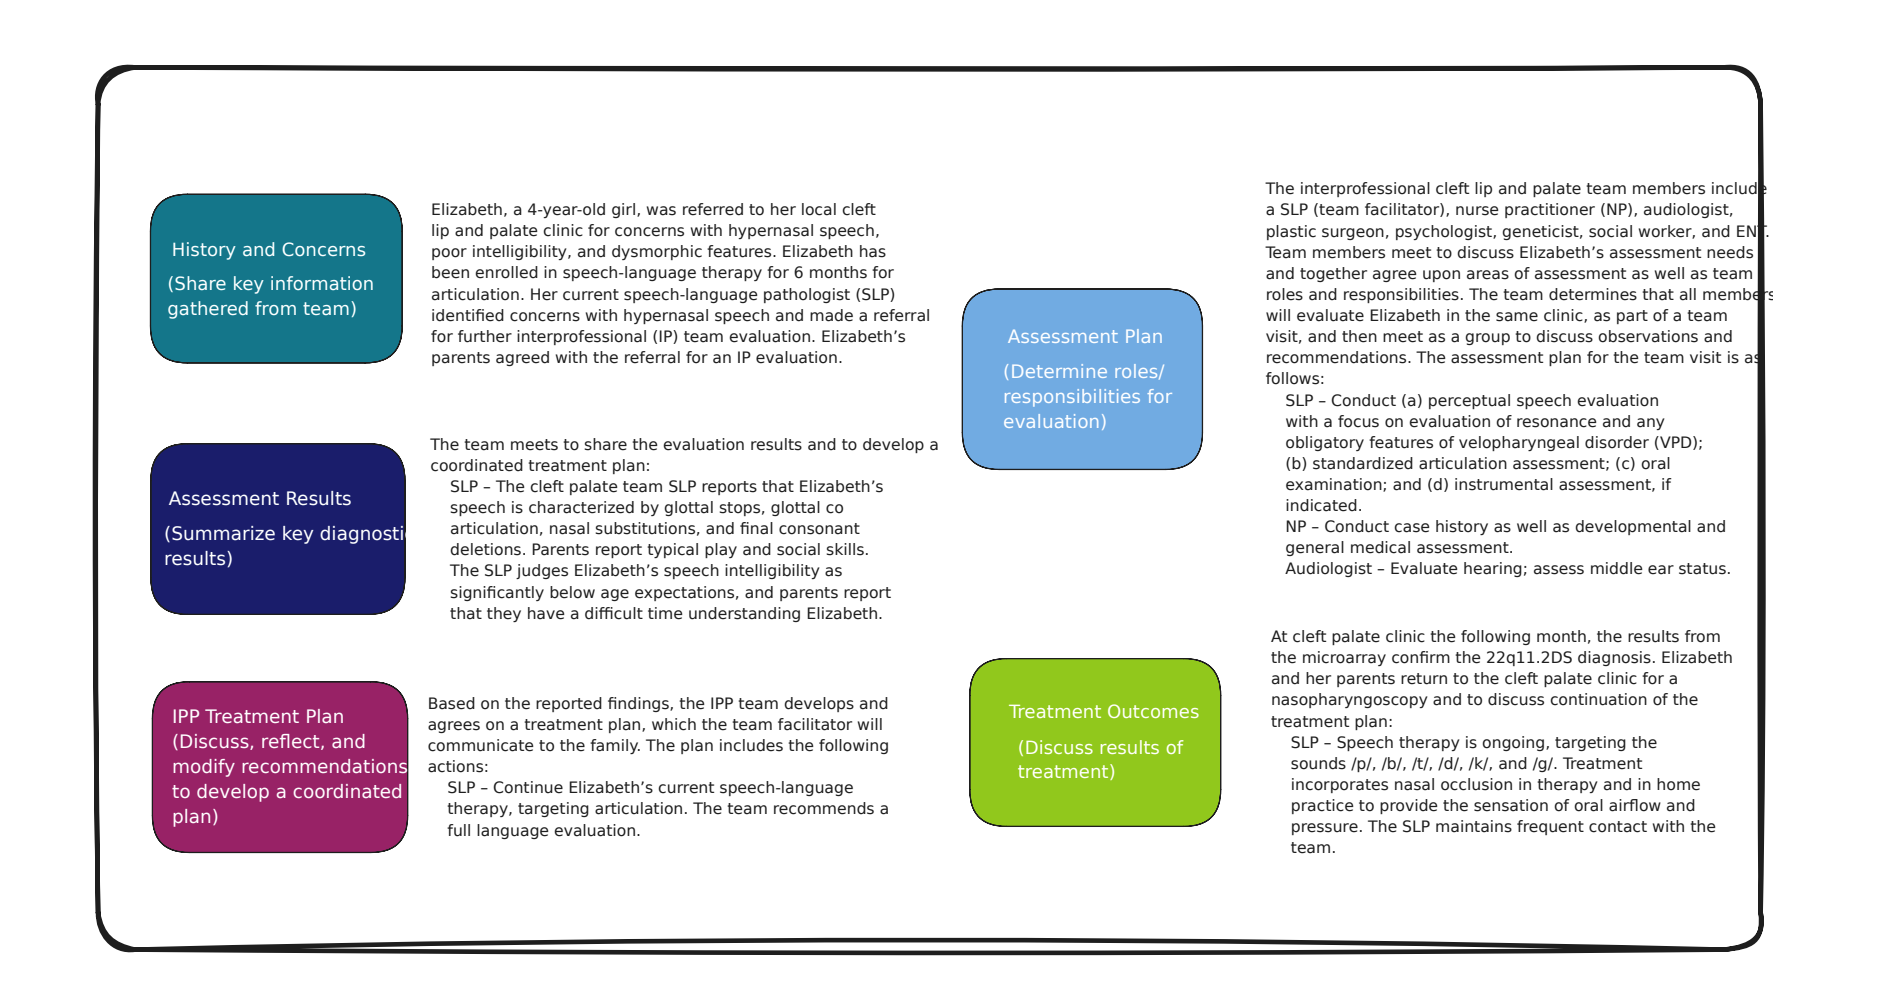 History and Concerns
(Share key information
gathered from team)
Elizabeth, a 4-year-old girl, was referred to her local cleft
lip and palate clinic for concerns with hypernasal speech,
poor intelligibility, and dysmorphic features. Elizabeth has
been enrolled in speech-language therapy for 6 months for
articulation. Her current speech-language pathologist (SLP)
identified concerns with hypernasal speech and made a referral
for further interprofessional (IP) team evaluation. Elizabeth’s
parents agreed with the referral for an IP evaluation.
Assessment Plan
(Determine roles/
responsibilities for
evaluation)
The interprofessional cleft lip and palate team members include
a SLP (team facilitator), nurse practitioner (NP), audiologist,
plastic surgeon, psychologist, geneticist, social worker, and ENT.
Team members meet to discuss Elizabeth’s assessment needs
and together agree upon areas of assessment as well as team
roles and responsibilities. The team determines that all members
will evaluate Elizabeth in the same clinic, as part of a team
visit, and then meet as a group to discuss observations and
recommendations. The assessment plan for the team visit is as
follows:
SLP – Conduct (a) perceptual speech evaluation
with a focus on evaluation of resonance and any
obligatory features of velopharyngeal disorder (VPD);
(b) standardized articulation assessment; (c) oral
examination; and (d) instrumental assessment, if
indicated.
NP – Conduct case history as well as developmental and
general medical assessment.
Audiologist – Evaluate hearing; assess middle ear status.
Assessment Results
(Summarize key diagnosti
results)
The team meets to share the evaluation results and to develop a
coordinated treatment plan:
SLP – The cleft palate team SLP reports that Elizabeth’s
speech is characterized by glottal stops, glottal co
articulation, nasal substitutions, and final consonant
deletions. Parents report typical play and social skills.
The SLP judges Elizabeth’s speech intelligibility as
significantly below age expectations, and parents report
that they have a difficult time understanding Elizabeth.
IPP Treatment Plan
(Discuss, reflect, and
modify recommendations
to develop a coordinated
plan)
Based on the reported findings, the IPP team develops and
agrees on a treatment plan, which the team facilitator will
communicate to the family. The plan includes the following
actions:
SLP – Continue Elizabeth’s current speech-language
therapy, targeting articulation. The team recommends a
full language evaluation.
Treatment Outcomes
(Discuss results of
treatment)
At cleft palate clinic the following month, the results from
the microarray confirm the 22q11.2DS diagnosis. Elizabeth
and her parents return to the cleft palate clinic for a
nasopharyngoscopy and to discuss continuation of the
treatment plan:
SLP – Speech therapy is ongoing, targeting the
sounds /p/, /b/, /t/, /d/, /k/, and /g/. Treatment
incorporates nasal occlusion in therapy and in home
practice to provide the sensation of oral airflow and
pressure. The SLP maintains frequent contact with the
team.